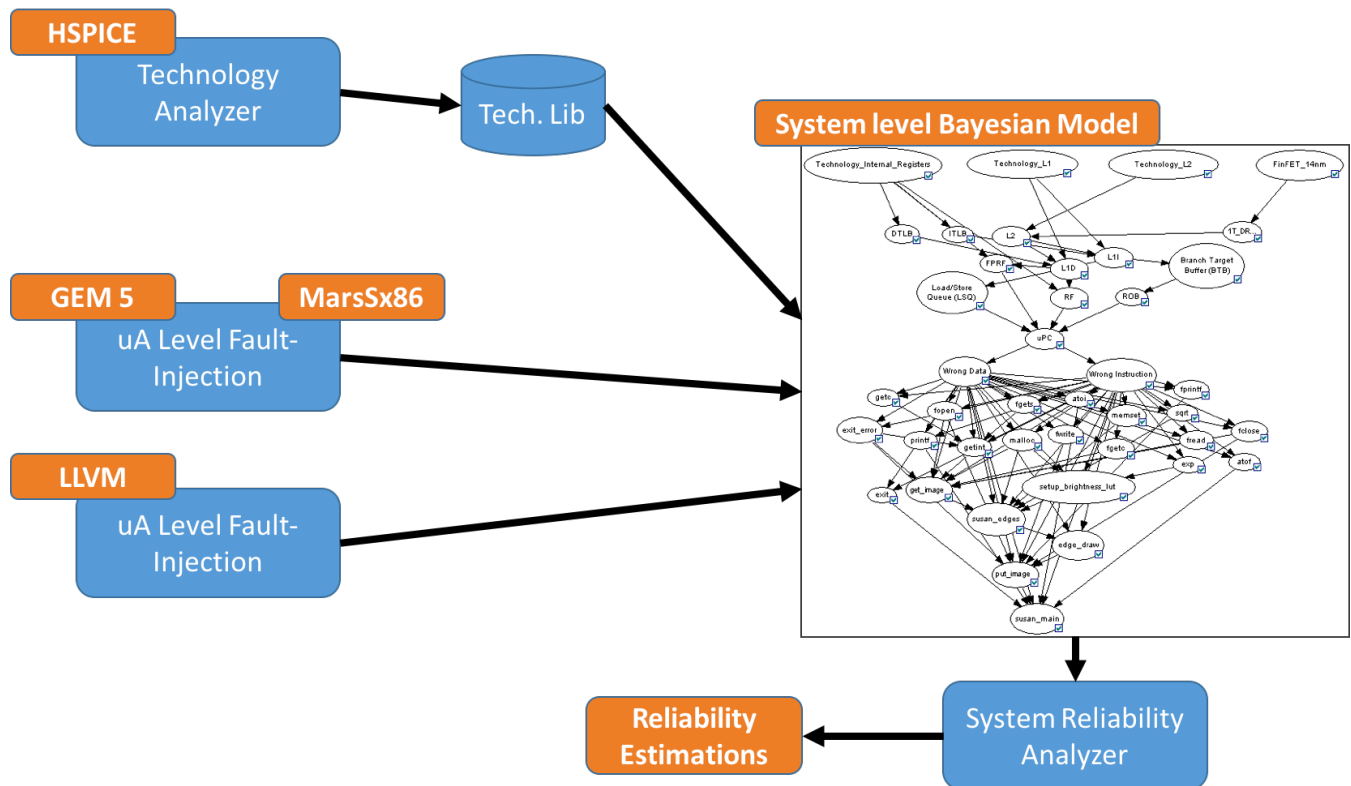 HSPICE
Technology
Analyzer
Tech. Lib
GEM 5
MarsSx86
uA Level Fault-
Injection
LLVM
uA Level Fault-
Injection
System level Bayesian Model
Technology_Internal_Registers
Technology_L1
Technology_L2
FinFET_14nm
DTLB
ITLB
L2
1T_DR..
FPRF
L1D
L1I
Branch Target
Buffer (BTB)
Load/Store
Queue (LSQ)
RF
ROB
uPC
Wrong Data
Wrong Instruction
getc
fgets
atoi
fprintf
fopen
memset
sqrt
exit_error
printf
getint
malloc
fwrite
fgetc
fread
fclose
exp
atof
exit
get_image
setup_brightness_lut
susan_edges
edge_draw
put_image
susan_main
System Reliability
Analyzer
Reliability
Estimations